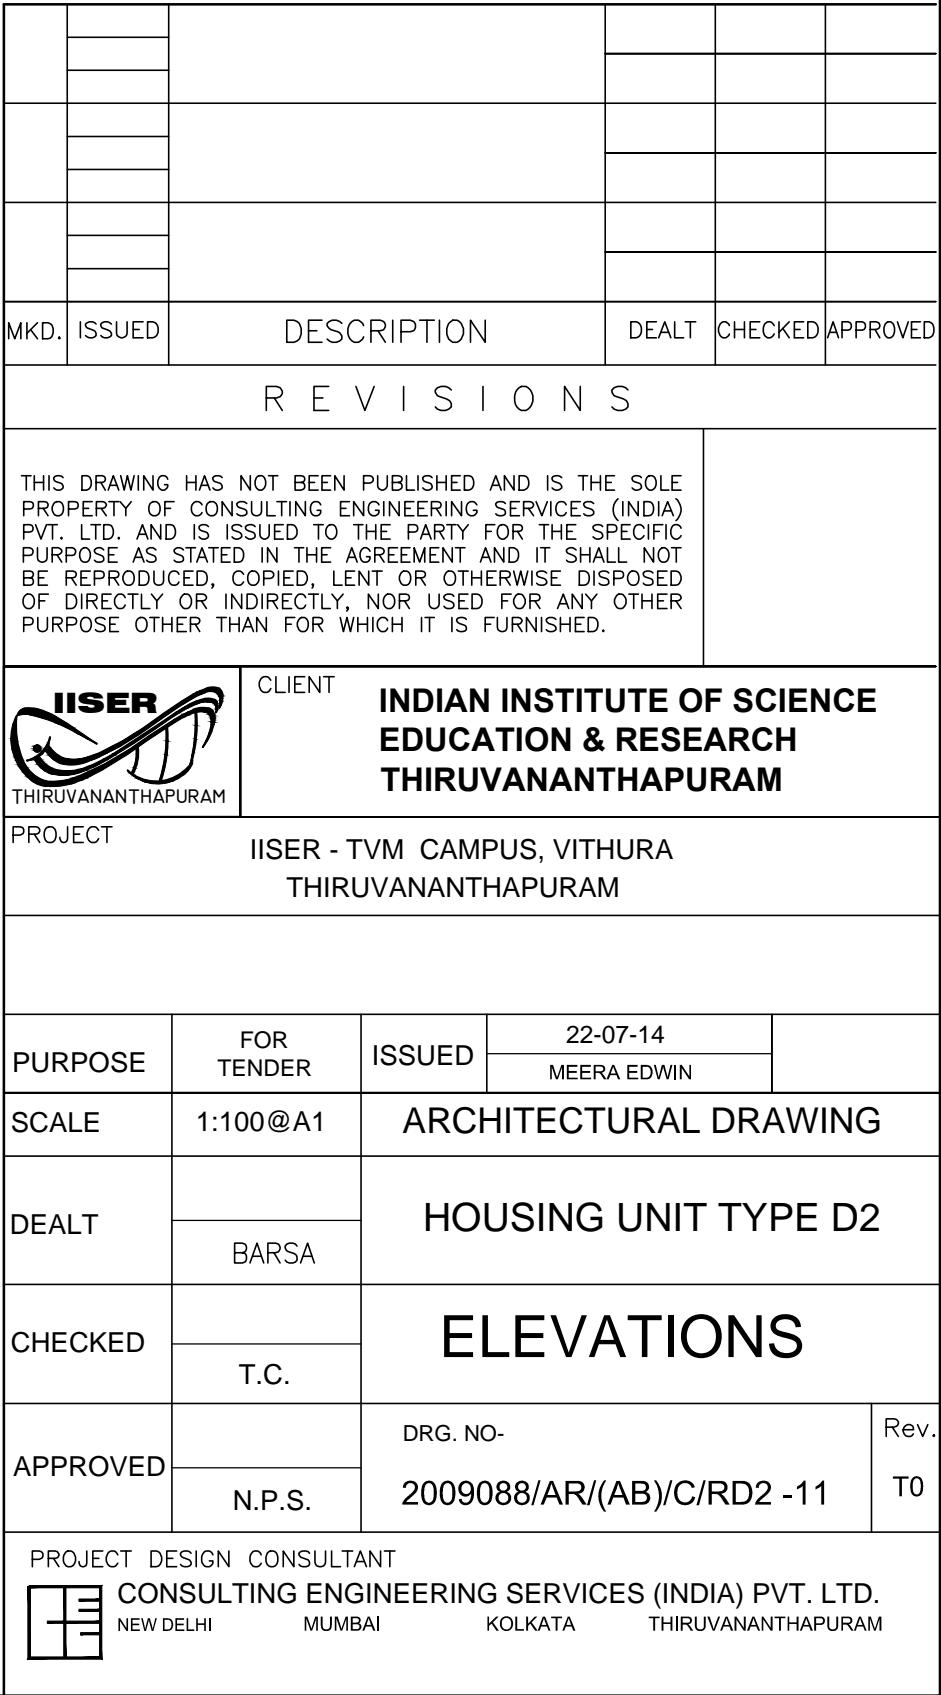 MKD. ISSUED DESCRIPTION DEALT CHECKED APPROVED
REVISIONS
THIS DRAWING HAS NOT BEEN PUBLISHED AND IS THE SOLE
PROPERTY OF CONSULTING ENGINEERING SERVICES (INDIA)
PVT. LTD. AND IS ISSUED TO THE PARTY FOR THE SPECIFIC
PURPOSE AS STATED IN THE AGREEMENT AND IT SHALL NOT
BE REPRODUCED, COPIED, LENT OR OTHERWISE DISPOSED
OF DIRECTLY OR INDIRECTLY, NOR USED FOR ANY OTHER
PURPOSE OTHER THAN FOR WHICH IT IS FURNISHED.
IISER
THIRUVANANTHAPURAM
CLIENT
INDIAN INSTITUTE OF SCIENCE
EDUCATION & RESEARCH
THIRUVANANTHAPURAM
PROJECT
IISER - TVM CAMPUS, VITHURA
THIRUVANANTHAPURAM
PURPOSE
FOR
TENDER
ISSUED
22-07-14
MEERA EDWIN
SCALE
1:100@A1
ARCHITECTURAL DRAWING
DEALT
BARSA
HOUSING UNIT TYPE D2
CHECKED
T.C.
ELEVATIONS
APPROVED
N.P.S.
DRG. NO-
2009088/AR/(AB)/C/RD2 -11
Rev.
T0
PROJECT DESIGN CONSULTANT
CONSULTING ENGINEERING SERVICES (INDIA) PVT. LTD.
NEW DELHI MUMBAI KOLKATA THIRUVANANTHAPURAM